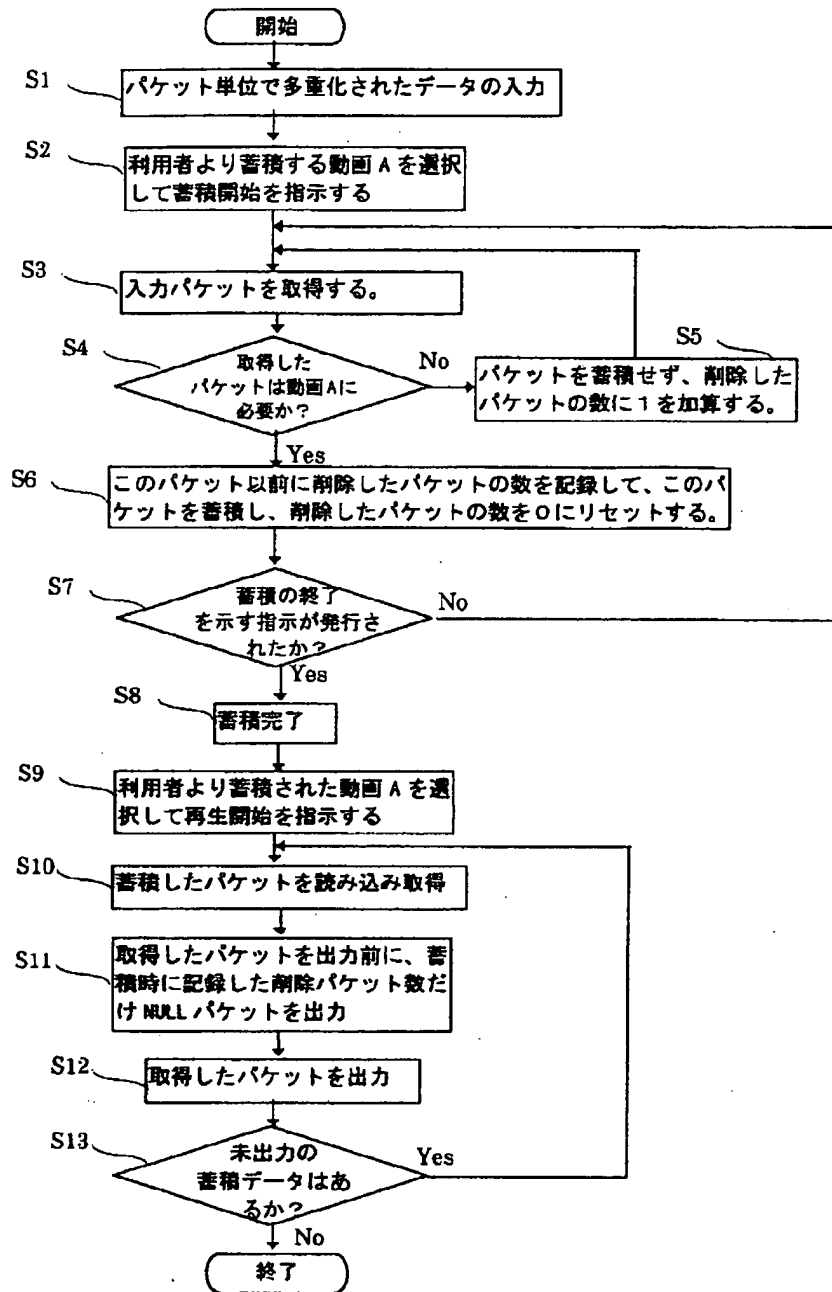 開始
S1
パケット単位で多重化されたデータの入力
S2
利用者より蓄積する動画Aを選択
して蓄積開始を指示する
S3
入力パケットを取得する。
S4
取得した
パケットは動画Aに
必要か?
No
S5
パケットを蓄積せず、削除した
パケットの数に1を加算する。
Yes
S6
このパケット以前に削除したパケットの数を記録して、このパ
ケットを蓄積し、削除したパケットの数を0にリセットする。
S7
蓄積の終了
を示す指示が発行さ
れたか?
No
Yes
S8
蓄積完了
S9
利用者より蓄積された動画Aを選
択して再生開始を指示する
S10
蓄積したパケットを読み込み取得
S11
取得したパケットを出力前に、蓄
積時に記録した削除パケット数だ
けNULLパケットを出力
S12
取得したパケットを出力
S13
未出力の
蓄積データはあ
るか?
Yes
No
終了